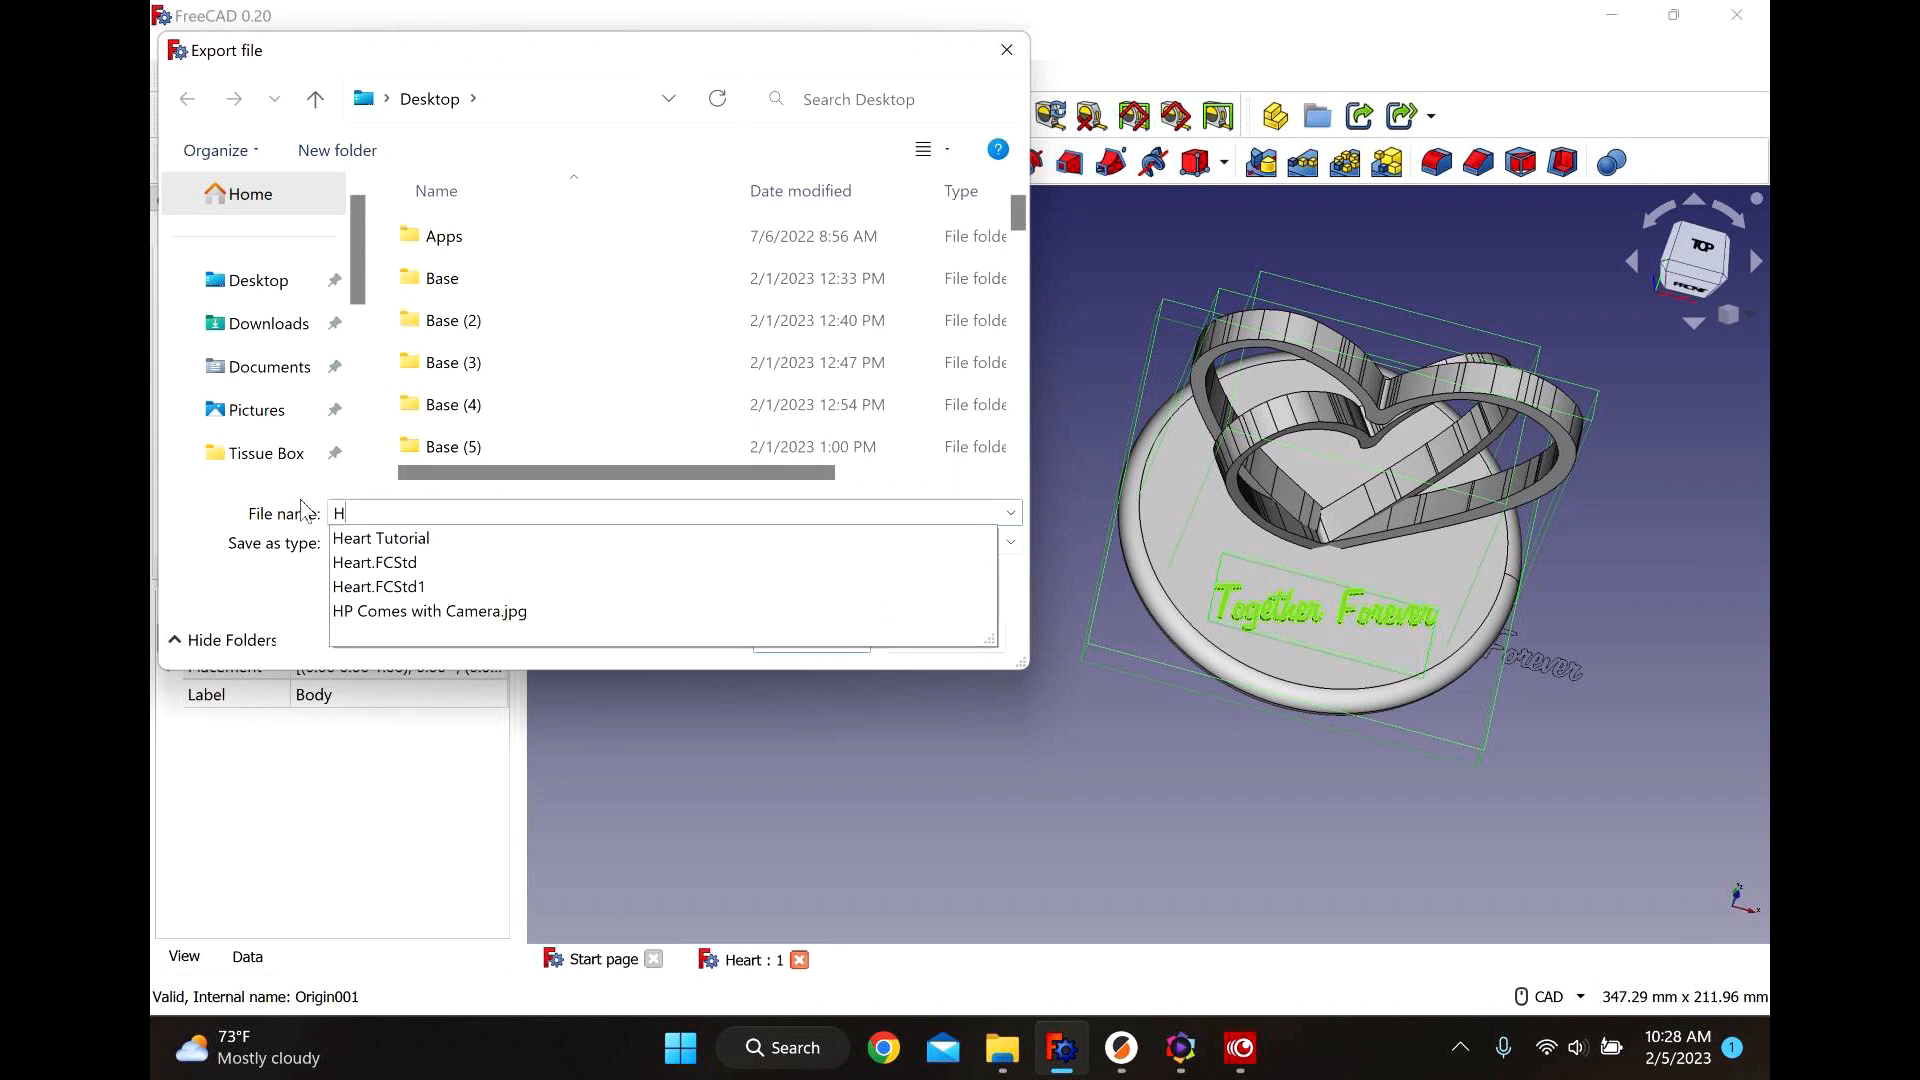 FreeCAD 0.20
Export file
Desktop
Search Desktop
Organize
New folder
?
Home
Name
Date modified
Type
Apps
7/6/2022 8:56 AM
File folde
Base
2/1/2023 12:33 PM
File folde
Base (2)
2/1/2023 12:40 PM
File folde
Base (3)
2/1/2023 12:47 PM
File folde
Base (4)
2/1/2023 12:54 PM
File folde
Base (5)
2/1/2023 1:00 PM
File folde
Desktop
Downloads
Documents
Pictures
Tissue Box
File name:
H
Save as type:
Heart Tutorial
Heart.FCStd
Heart.FCStd1
HP Comes with Camera.jpg
Hide Folders
Label
Body
TOP
FRONT
Together Forever
Forever
View
Data
Start page
Heart : 1
Valid, Internal name: Origin001
CAD
347.29 mm x 211.96 mm
73°F
Mostly cloudy
Search
10:28 AM
2/5/2023
1